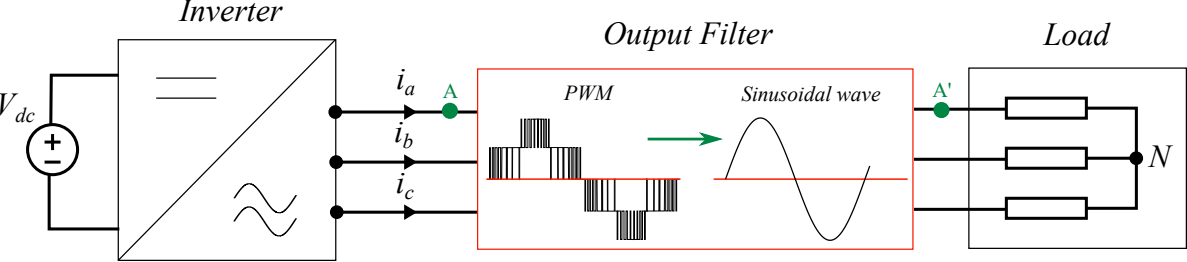 Inverter
Output Filter
Load
V_dc
+
−
i_a
A
i_b
i_c
PWM
Sinusoidal wave
A'
N